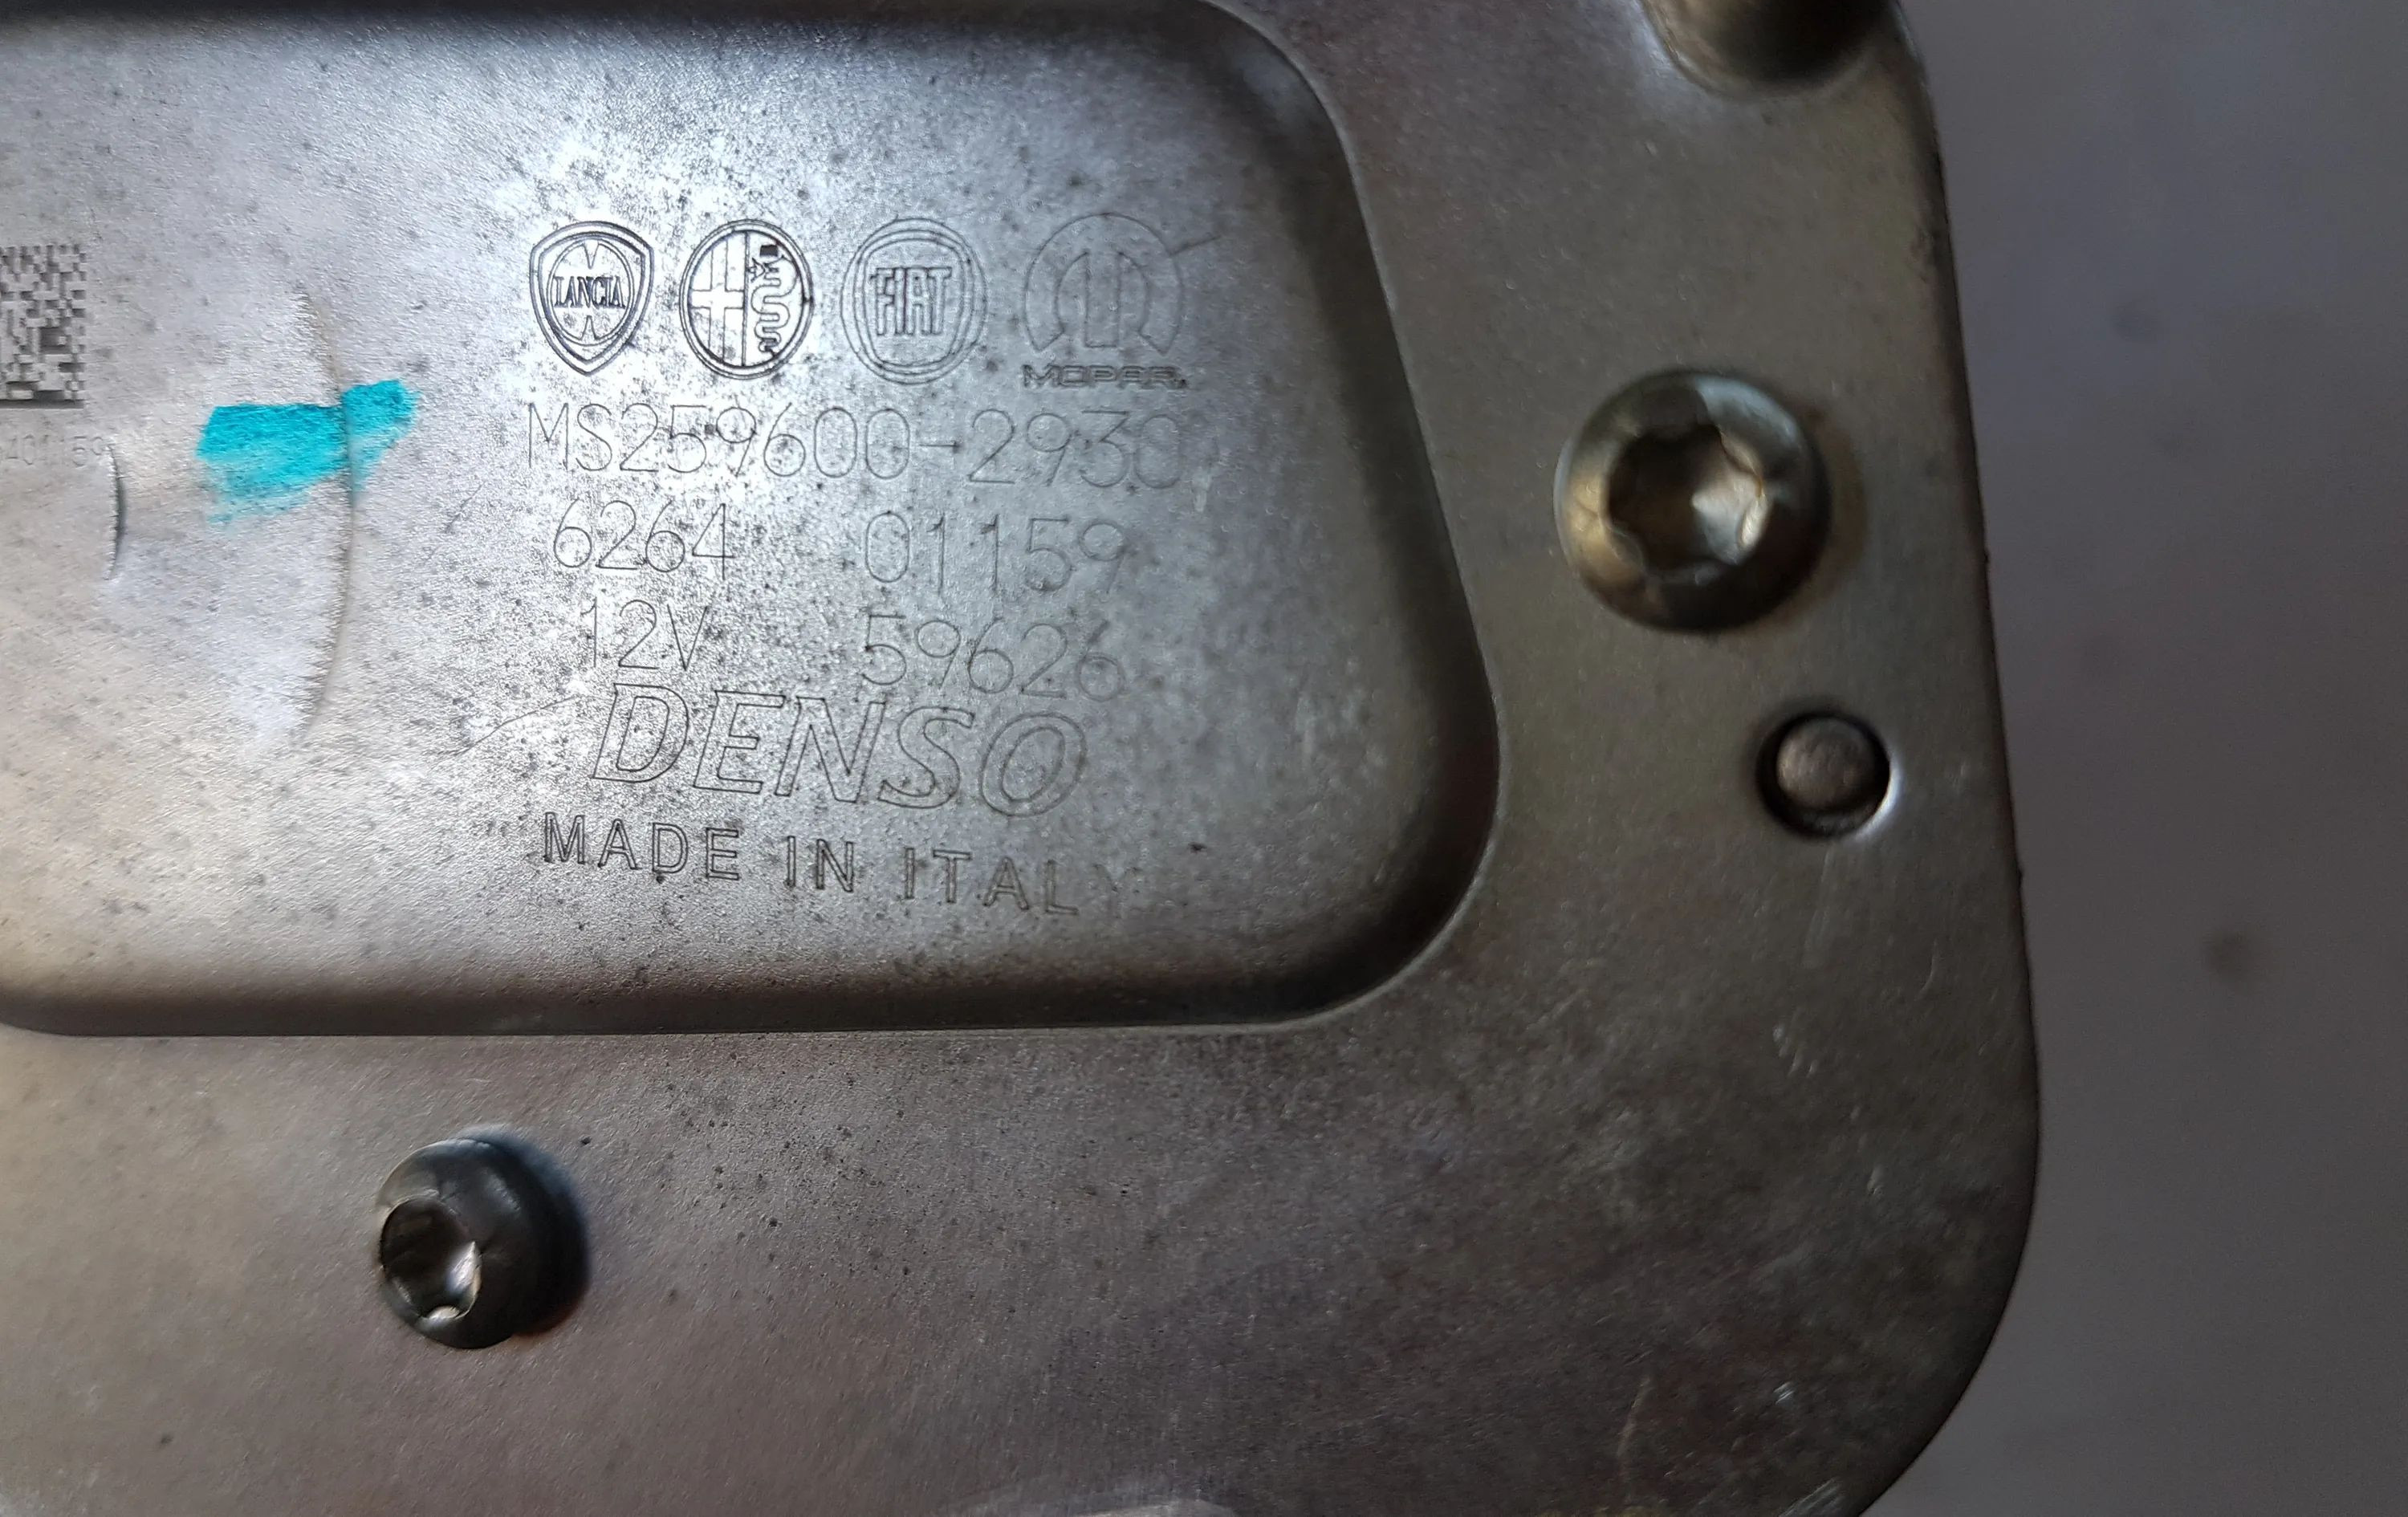 LANCIA FIAT
MOPAR
MS259600-2930
6264 01159
12V 59626
DENSO
MADE IN ITALY